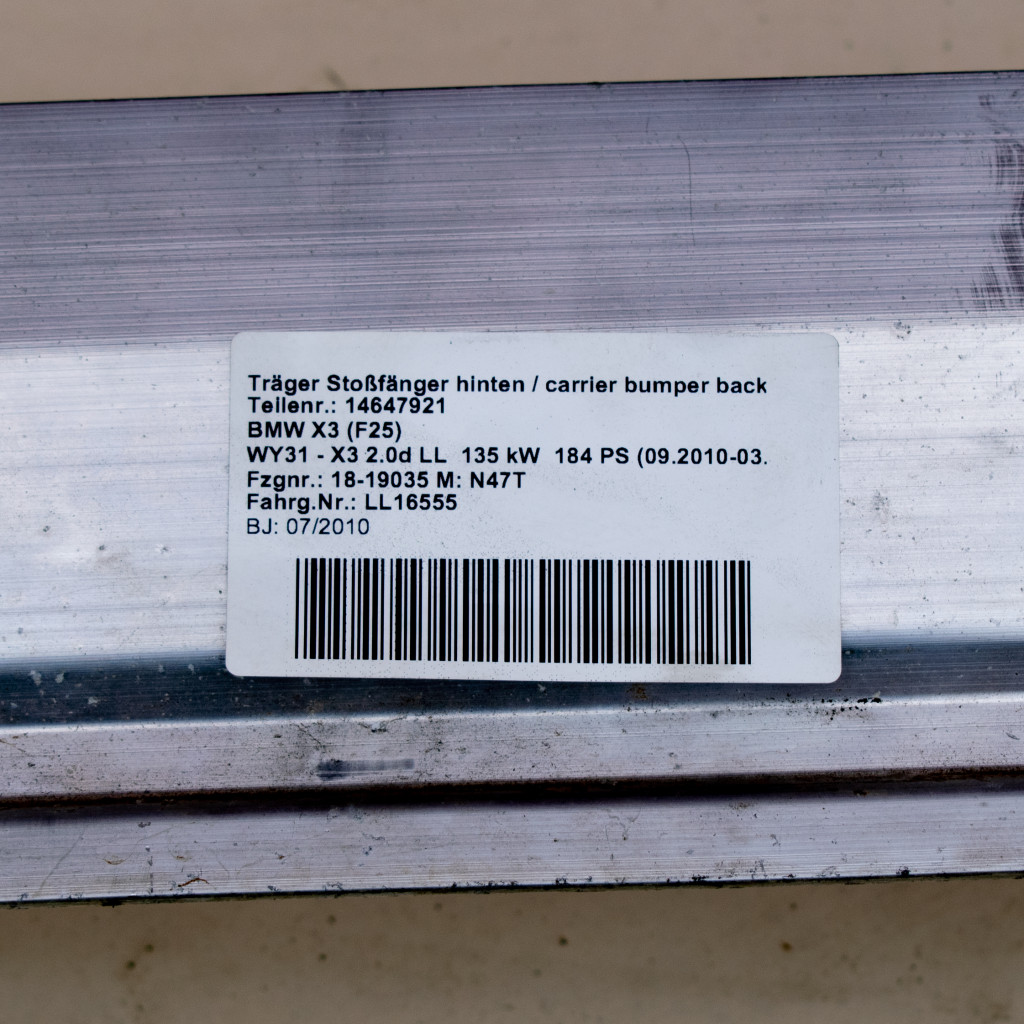 Träger Stoßfänger hinten / carrier bumper back
Teilenr.: 14647921
BMW X3 (F25)
WY31 - X3 2.0d LL  135 kW  184 PS (09.2010-03.
Fzgnr.: 18-19035 M: N47T
Fahrg.Nr.: LL16555
BJ: 07/2010